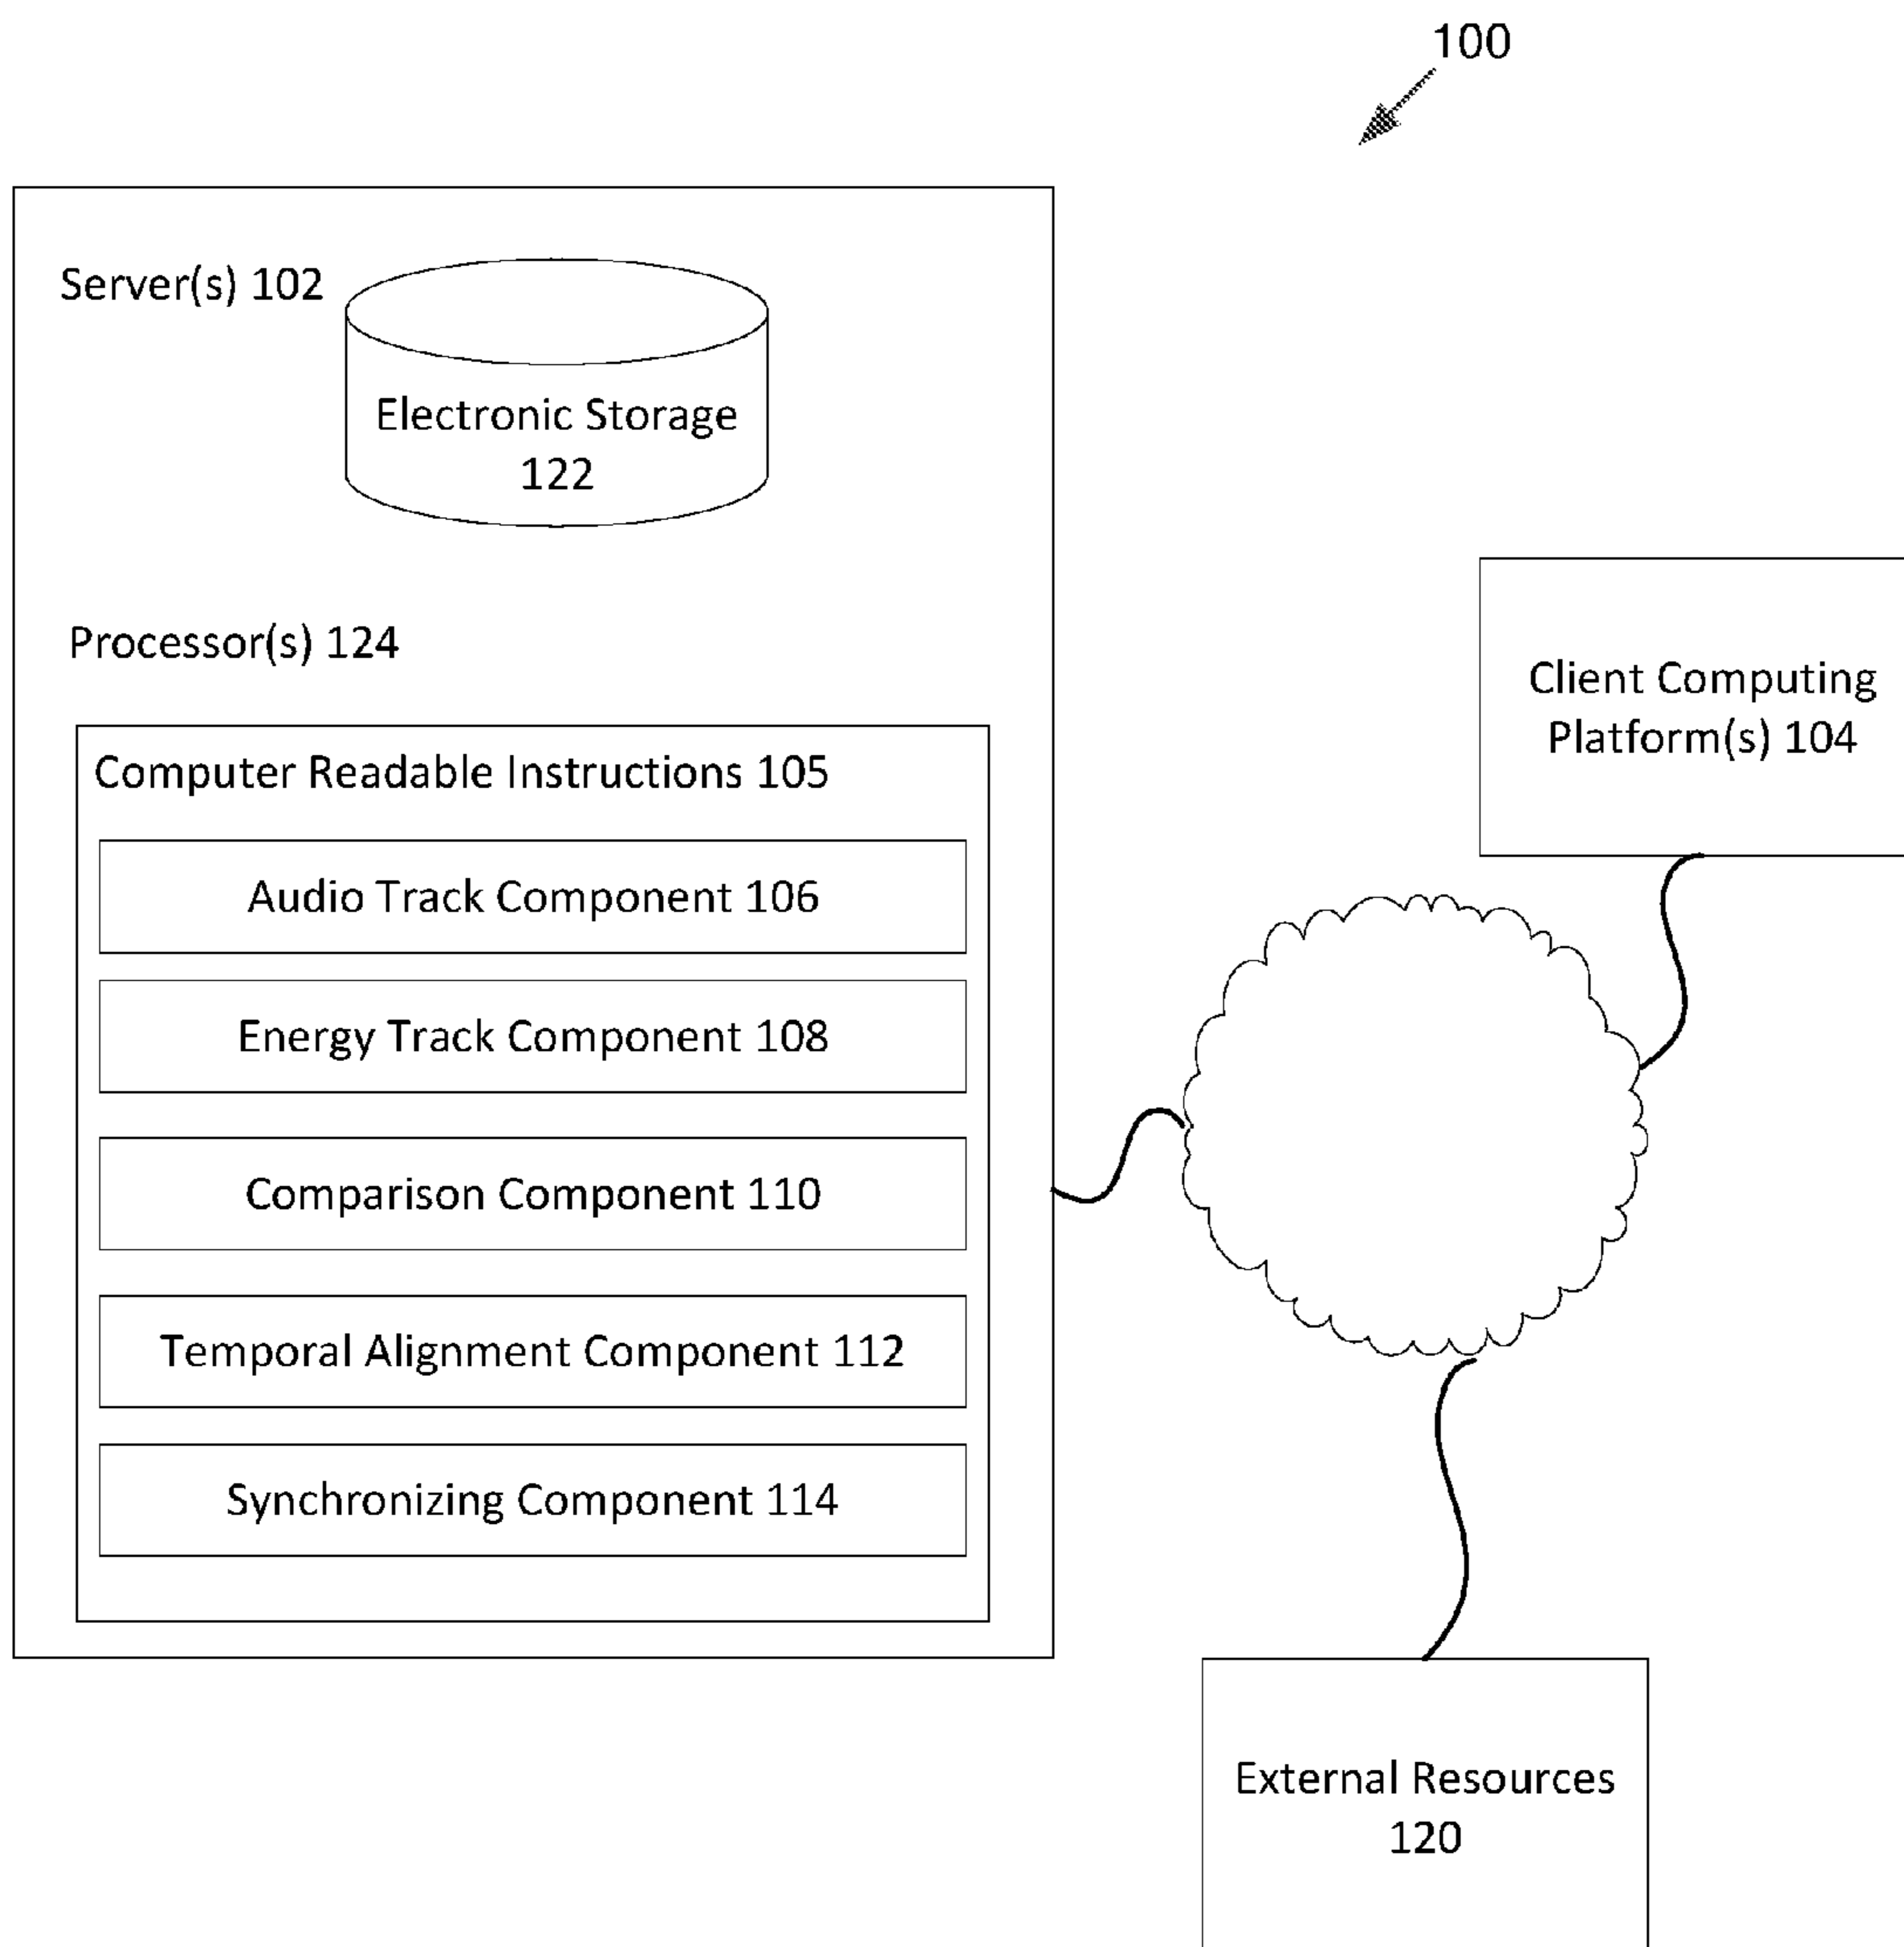 100
Server(s) 102
Electronic Storage
122
Processor(s) 124
Computer Readable Instructions 105
Audio Track Component 106
Energy Track Component 108
Comparison Component 110
Temporal Alignment Component 112
Synchronizing Component 114
Client Computing
Platform(s) 104
External Resources
120